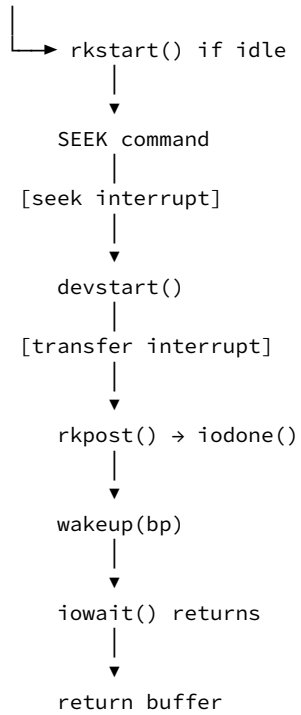 rkstart() if idle
SEEK command
[seek interrupt]
devstart()
[transfer interrupt]
rkpost() → iodone()
wakeup(bp)
iowait() returns
return buffer